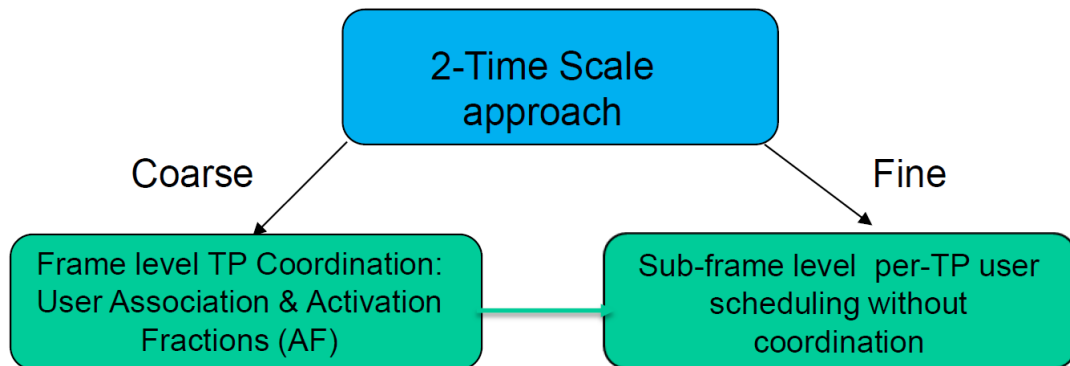 2-Time Scale
approach
Coarse
Fine
Frame level TP Coordination:
User Association & Activation
Fractions (AF)
Sub-frame level per-TP user
scheduling without
coordination